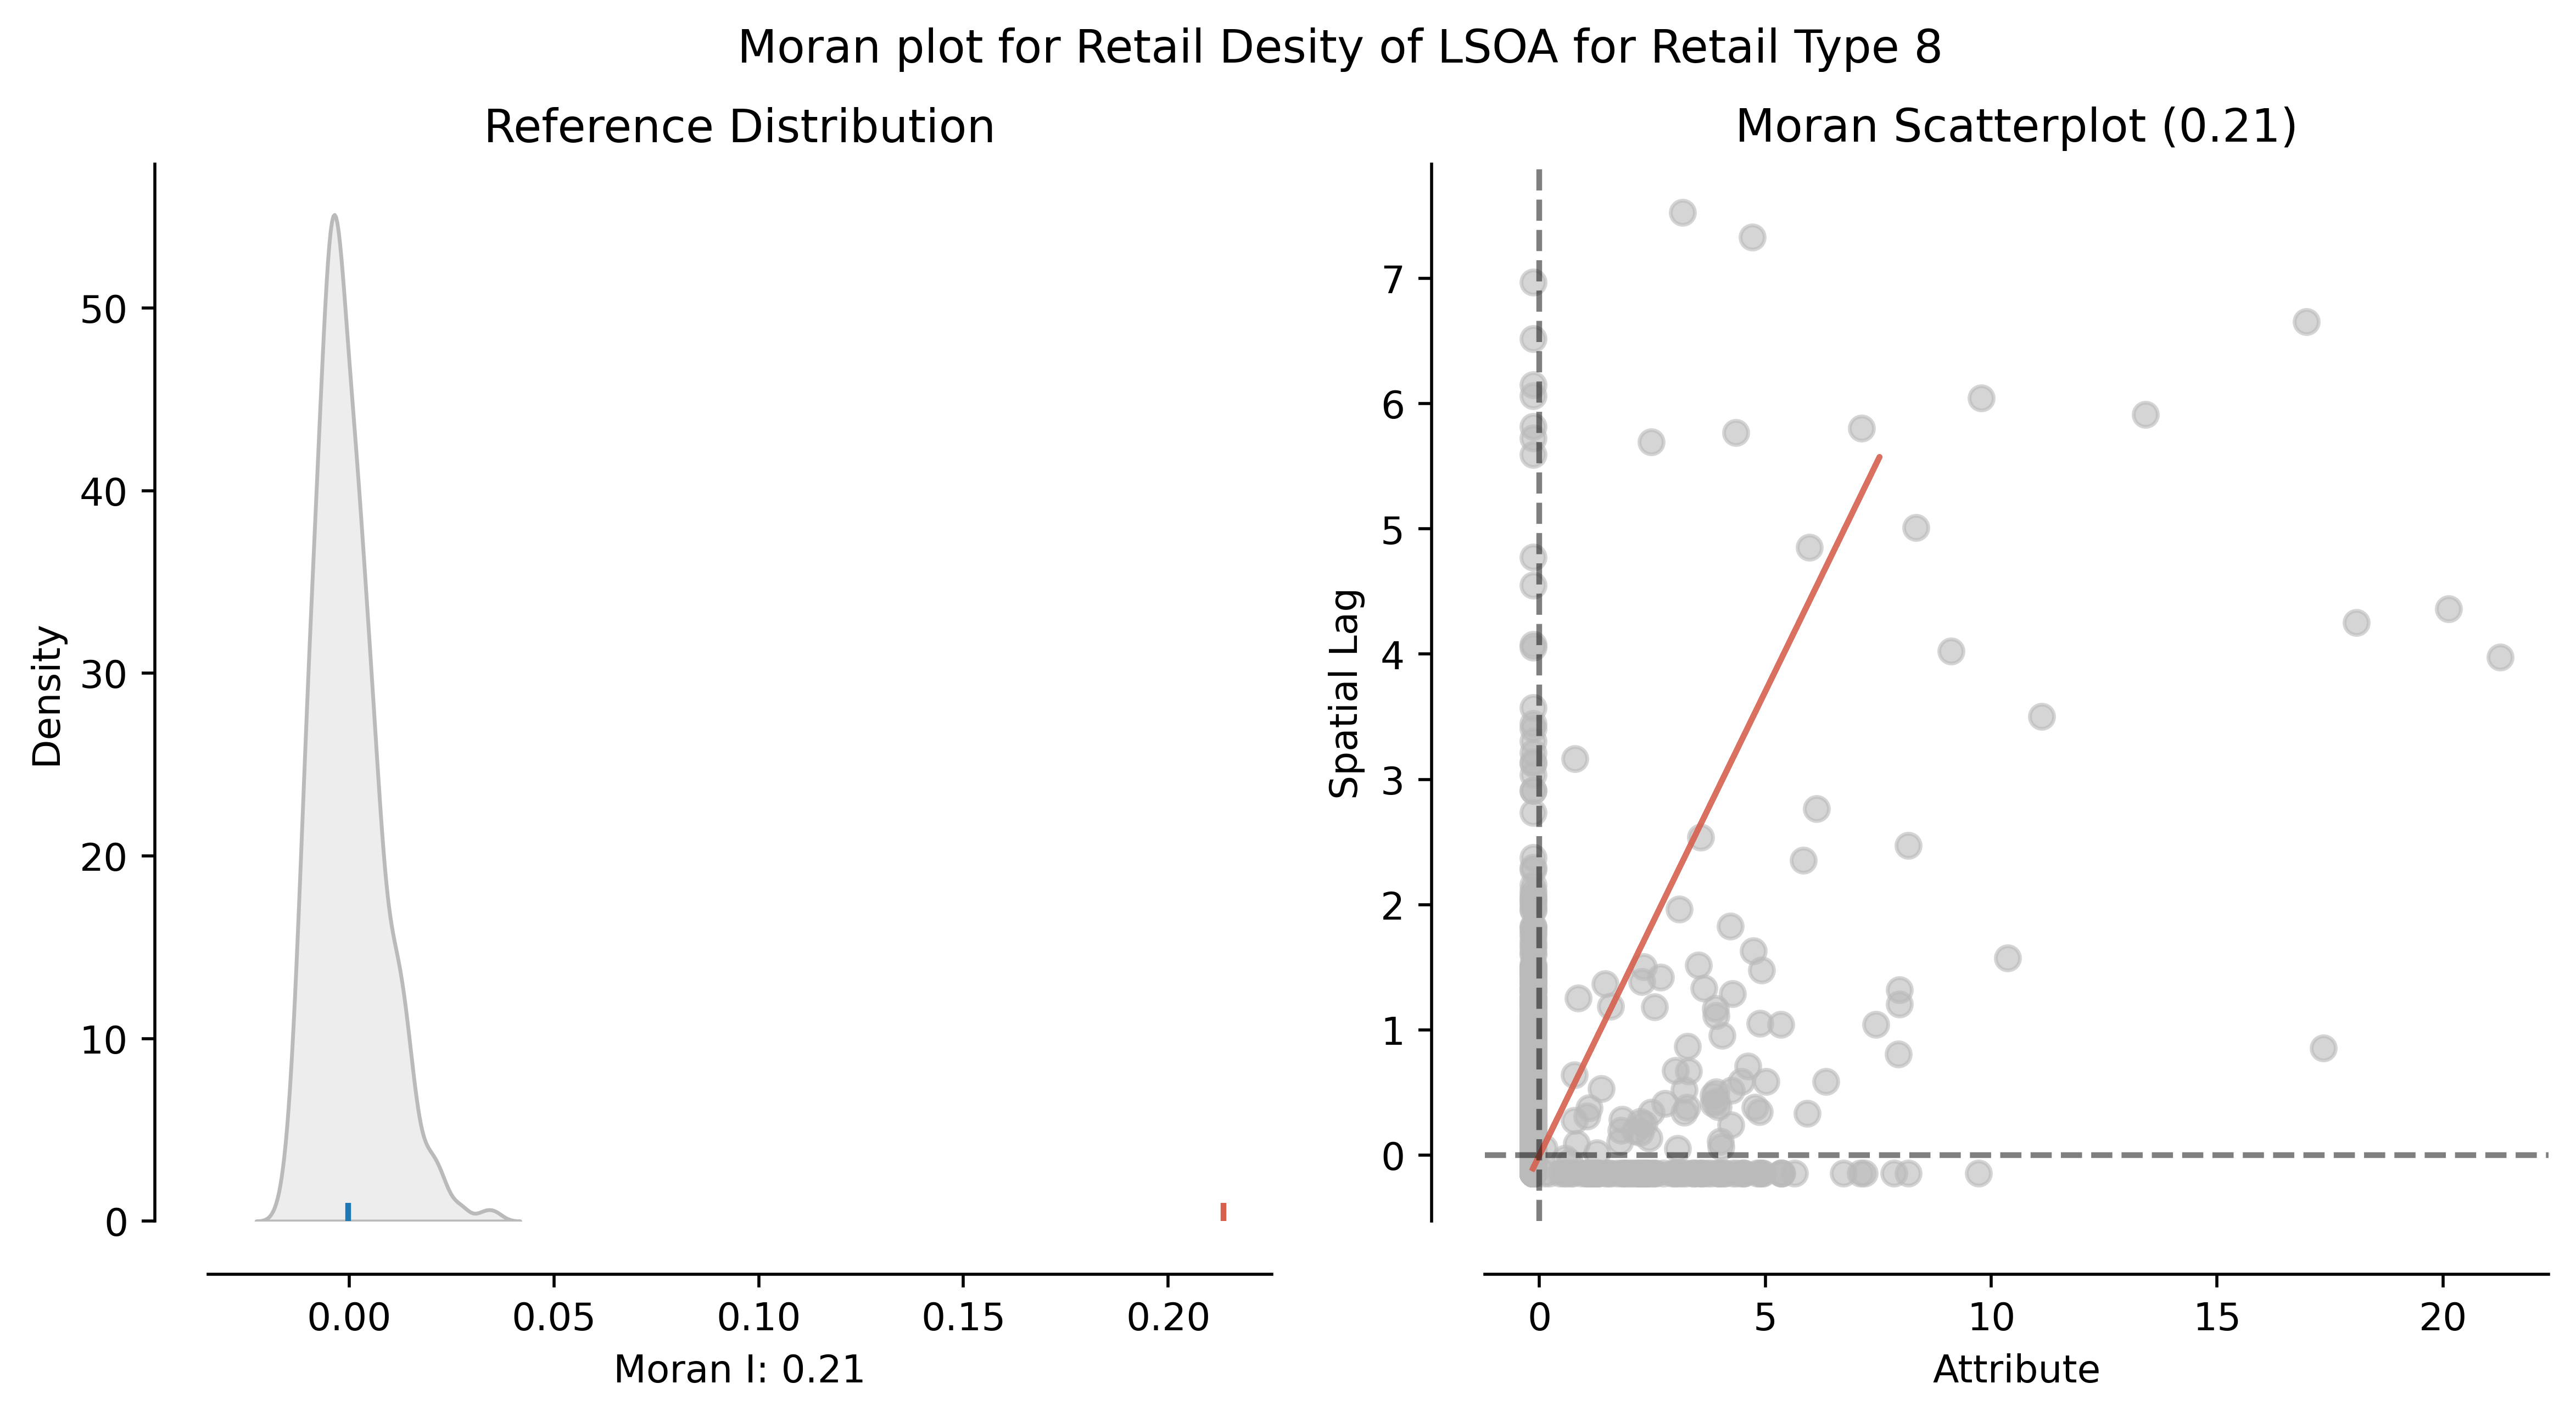 Moran plot for Retail Desity of LSOA for Retail Type 8
Reference Distribution
Density
50
40
30
20
10
0
0.00 0.05 0.10 0.15 0.20
Moran I: 0.21
Moran Scatterplot (0.21)
Spatial Lag
7
6
5
4
3
2
1
0
0 5 10 15 20
Attribute